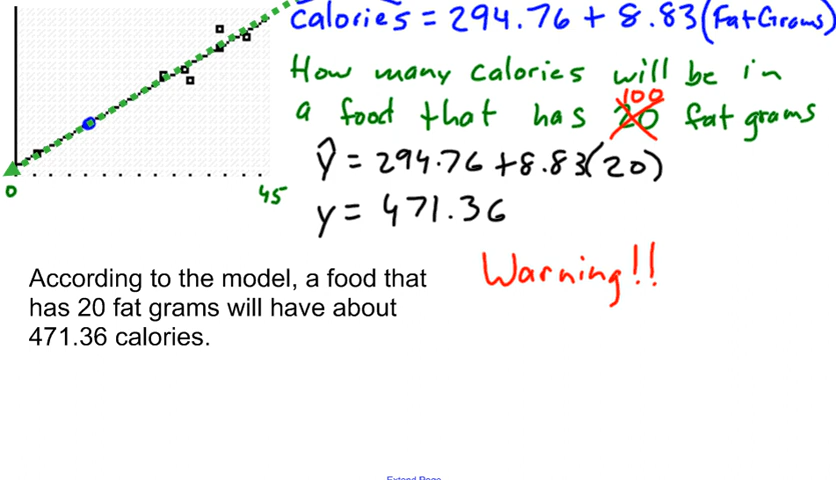 calories = 294.76 + 8.83(FatGrams)
How many calories will be in
100
a food that has 20 fat grams
ŷ = 294.76 + 8.83(20)
y = 471.36
0
45
Warning!!
According to the model, a food that
has 20 fat grams will have about
471.36 calories.
Extend Page